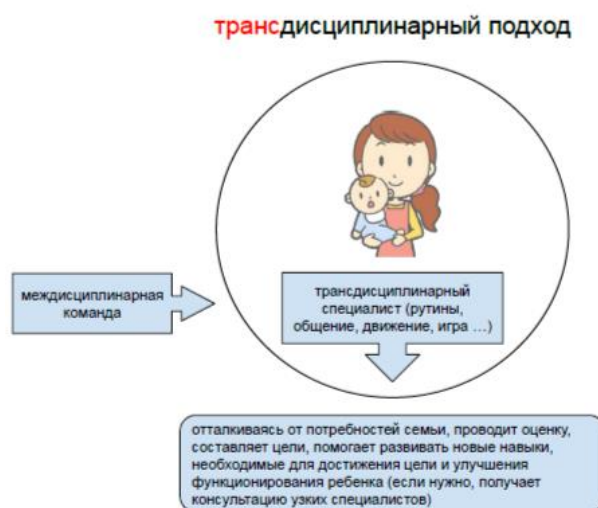 трансдисциплинарный подход
междисциплинарная
команда
трансдисциплинарный
специалист (рутины,
общение, движение, игра ...)
отталкиваясь от потребностей семьи, проводит оценку,
составляет цели, помогает развивать новые навыки,
необходимые для достижения цели и улучшения
функционирования ребенка (если нужно, получает
консультацию узких специалистов)